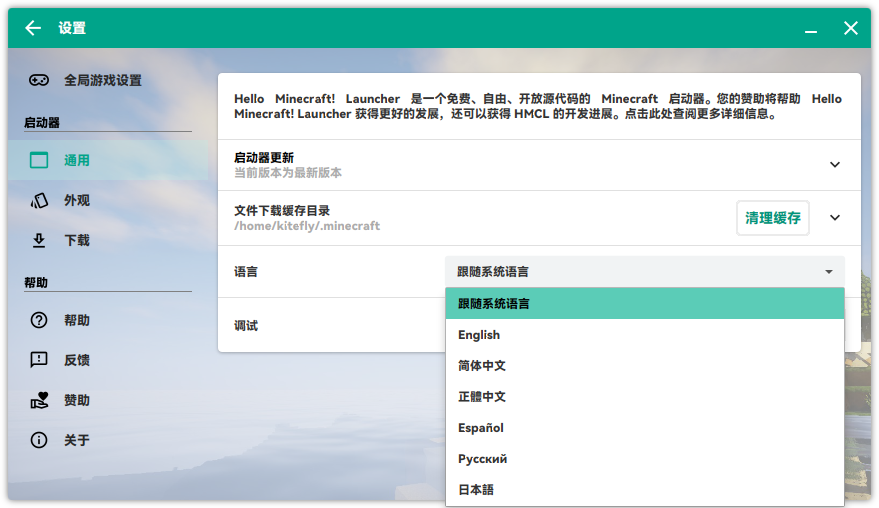 设置
全局游戏设置
启动器
通用
外观
下载
帮助
帮助
反馈
赞助
关于
Hello Minecraft! Launcher 是一个免费、自由、开放源代码的 Minecraft 启动器。您的赞助将帮助 Hello
Minecraft! Launcher 获得更好的发展，还可以获得 HMCL 的开发进展。点击此处查阅更多详细信息。
启动器更新
当前版本为最新版本
文件下载缓存目录
/home/kitefly/.minecraft
清理缓存
语言
跟随系统语言
跟随系统语言
English
简体中文
正體中文
Español
Русский
日本語
调试